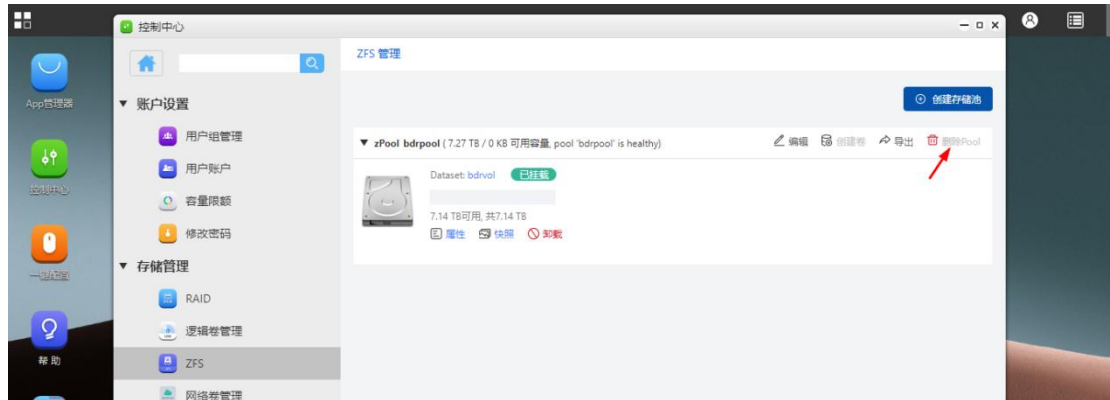 控制中心
ZFS 管理
App管理器
控制中心
一键配置
帮助
▼ 账户设置
用户组管理
用户账户
容量限额
修改密码
▼ 存储管理
RAID
逻辑卷管理
ZFS
网络卷管理
创建存储池
▼ zPool bdrpool ( 7.27 TB / 0 KB 可用容量, pool 'bdrpool' is healthy) 编辑 创建卷 导出 删除Pool
Dataset: bdrvol 已挂载
7.14 TB可用, 共7.14 TB
属性 快照 卸载